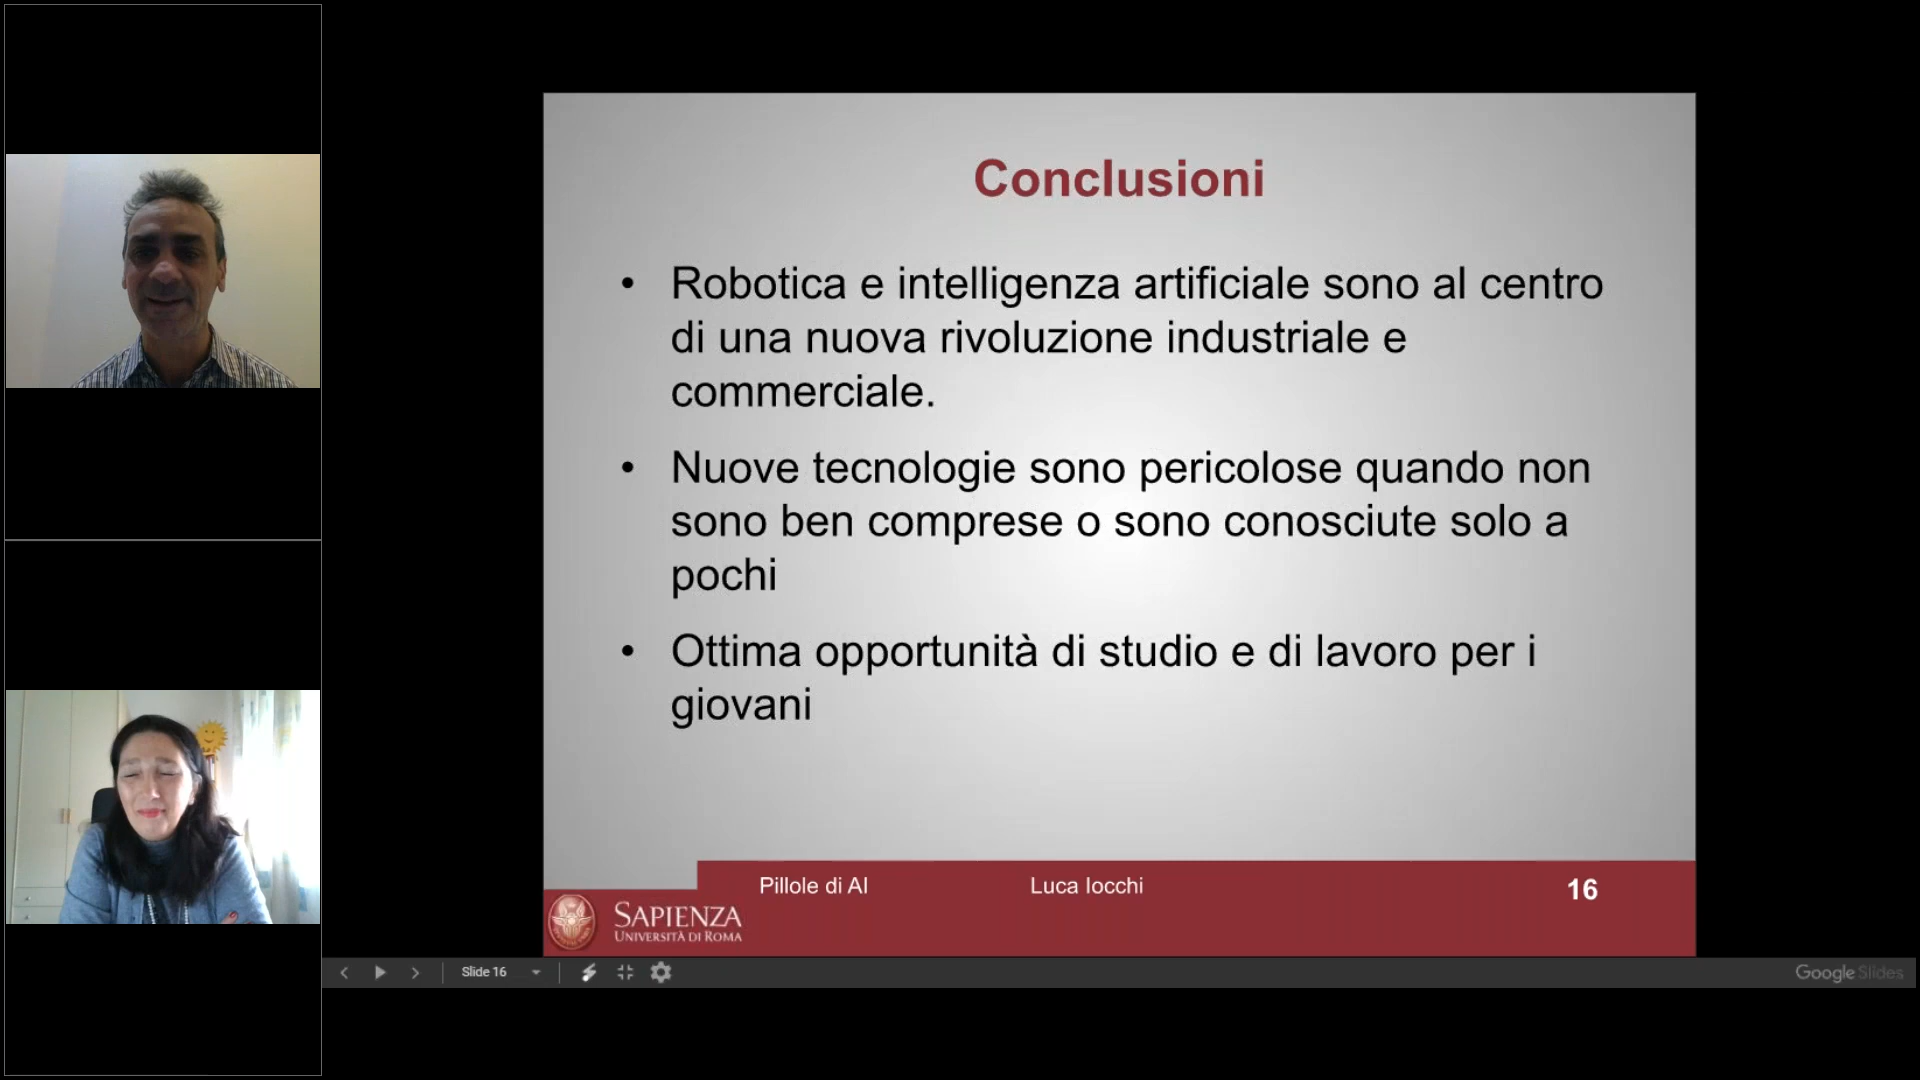 Conclusioni
• Robotica e intelligenza artificiale sono al centro
di una nuova rivoluzione industriale e
commerciale.
• Nuove tecnologie sono pericolose quando non
sono ben comprese o sono conosciute solo a
pochi
• Ottima opportunità di studio e di lavoro per i
giovani
Pillole di AI
Luca Iocchi
16
SAPIENZA
UNIVERSITÀ DI ROMA
Slide 16
Google Slides